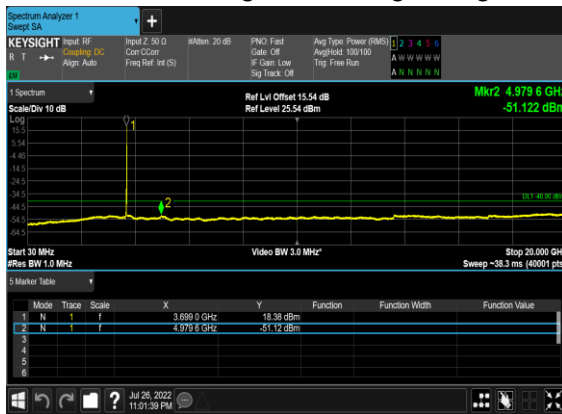 Spectrum Analyzer 1
Swept SA
+
KEYSIGHT Input: RF Input Z: 50 Ω #Atten: 20 dB PNO: Fast Avg Type: Power (RMS) 1 2 3 4 5 6
R T Coupling: DC Corr CCorr Gate: Off Avg|Hold: 100/100 A W W W W W
Align: Auto Freq Ref: Int (S) IF Gain: Low Trig: Free Run
Sig Track: Off A N N N N N
1 Spectrum
Ref Lvl Offset 15.54 dB Mkr2 4.979 6 GHz
Scale/Div 10 dB Ref Level 25.54 dBm -51.122 dBm
Log
1
15.5
5.54
-4.46
-14.5
-24.5
-34.5
2
-44.5
-54.5
-64.5
Start 30 MHz Video BW 3.0 MHz* Stop 20.000 GHz
#Res BW 1.0 MHz Sweep ~38.3 ms (40001 pts)
5 Marker Table
Mode Trace Scale X Y Function Function Width Function Value
1 N 1 f 3.699 0 GHz 18.38 dBm
2 N 1 f 4.979 6 GHz -51.12 dBm
3
4
5
6
? Jul 26, 2022
11:01:39 PM